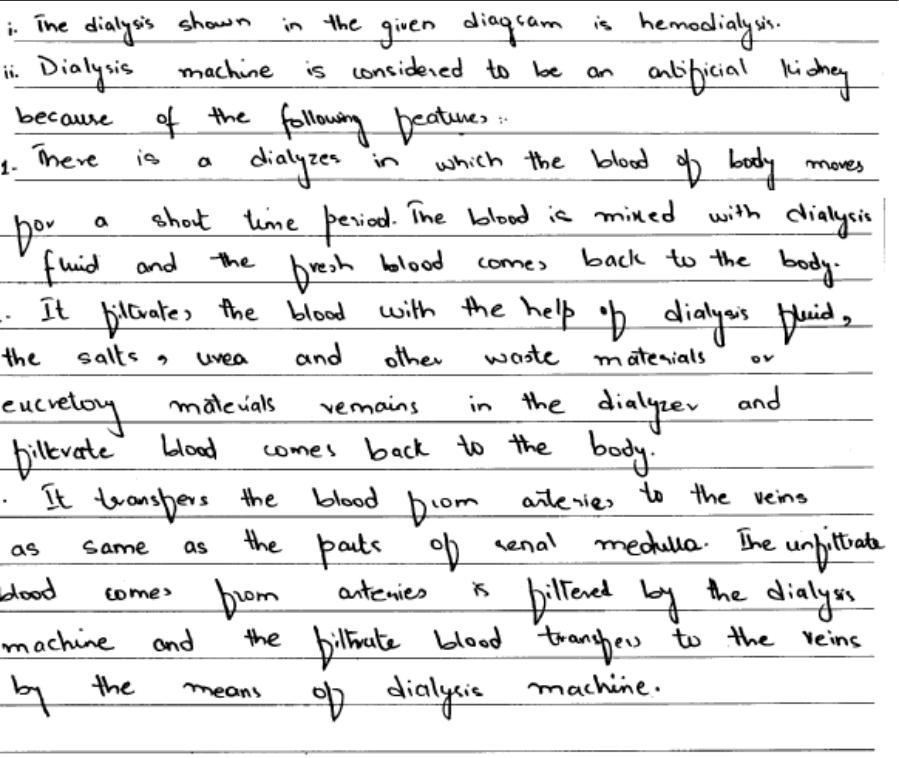 i. The dialysis shown in the given diagram is hemodialysis.
ii. Dialysis machine is considered to be an artificial kidney
because of the following features :-
1- There is a dialyzer in which the blood of body moves
for a short time period. The blood is mixed with dialysis
fluid and the fresh blood comes back to the body.
. It filtrates the blood with the help of dialysis fluid,
the salts, urea and other waste materials or
excretory materials remains in the dialyzer and
filtrate blood comes back to the body.
. It transfers the blood from arteries to the veins
as same as the parts of renal medulla. The unfiltrate
blood comes from arteries is filtered by the dialysis
machine and the filtrate blood transfers to the veins
by the means of dialysis machine.